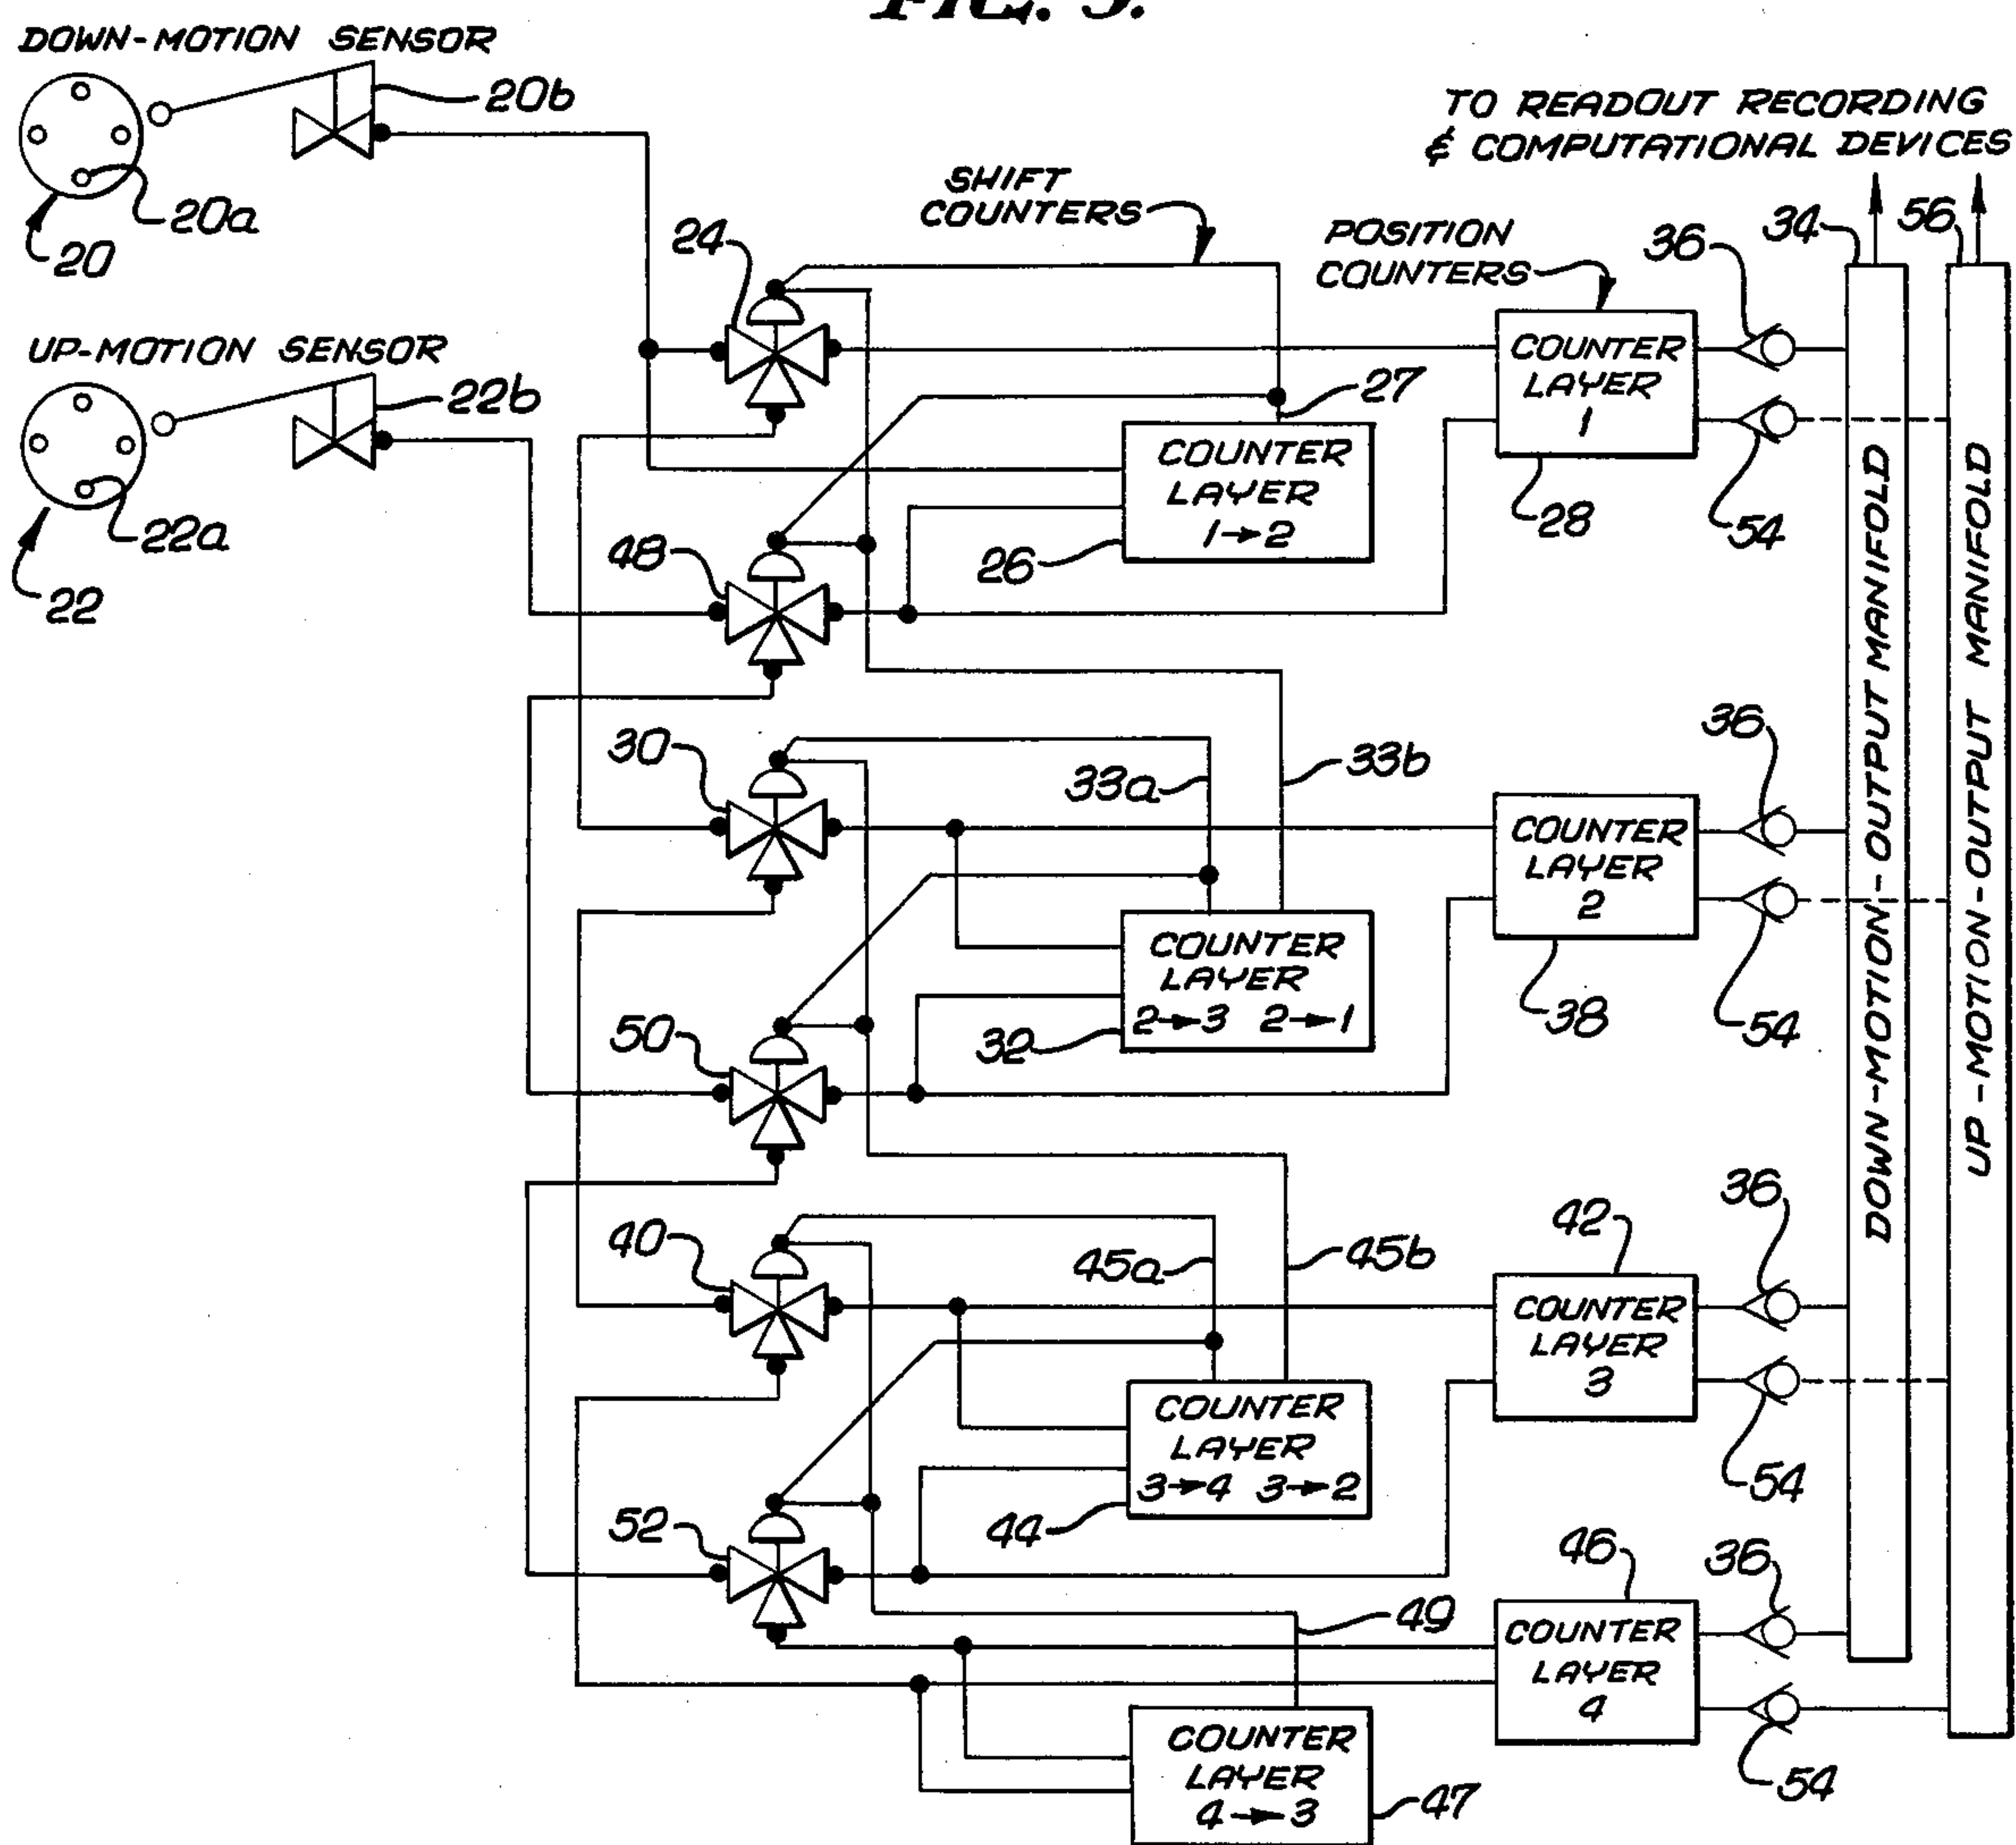 FIG. 5.
DOWN-MOTION SENSOR
20b
20a
20
TO READOUT RECORDING
& COMPUTATIONAL DEVICES
SHIFT
COUNTERS
POSITION
COUNTERS
24
36
34
56
UP-MOTION SENSOR
22b
22a
22
27
COUNTER
LAYER
1
28
54
COUNTER
LAYER
1→2
26
48
DOWN-MOTION-OUTPUT MANIFOLD
UP-MOTION-OUTPUT MANIFOLD
30
33a
33b
36
COUNTER
LAYER
2
38
54
COUNTER
LAYER
2→3 2→1
32
50
40
45a
45b
42
36
COUNTER
LAYER
3
54
COUNTER
LAYER
3→4 3→2
44
52
46
36
49
COUNTER
LAYER
4
54
COUNTER
LAYER
4→3
47